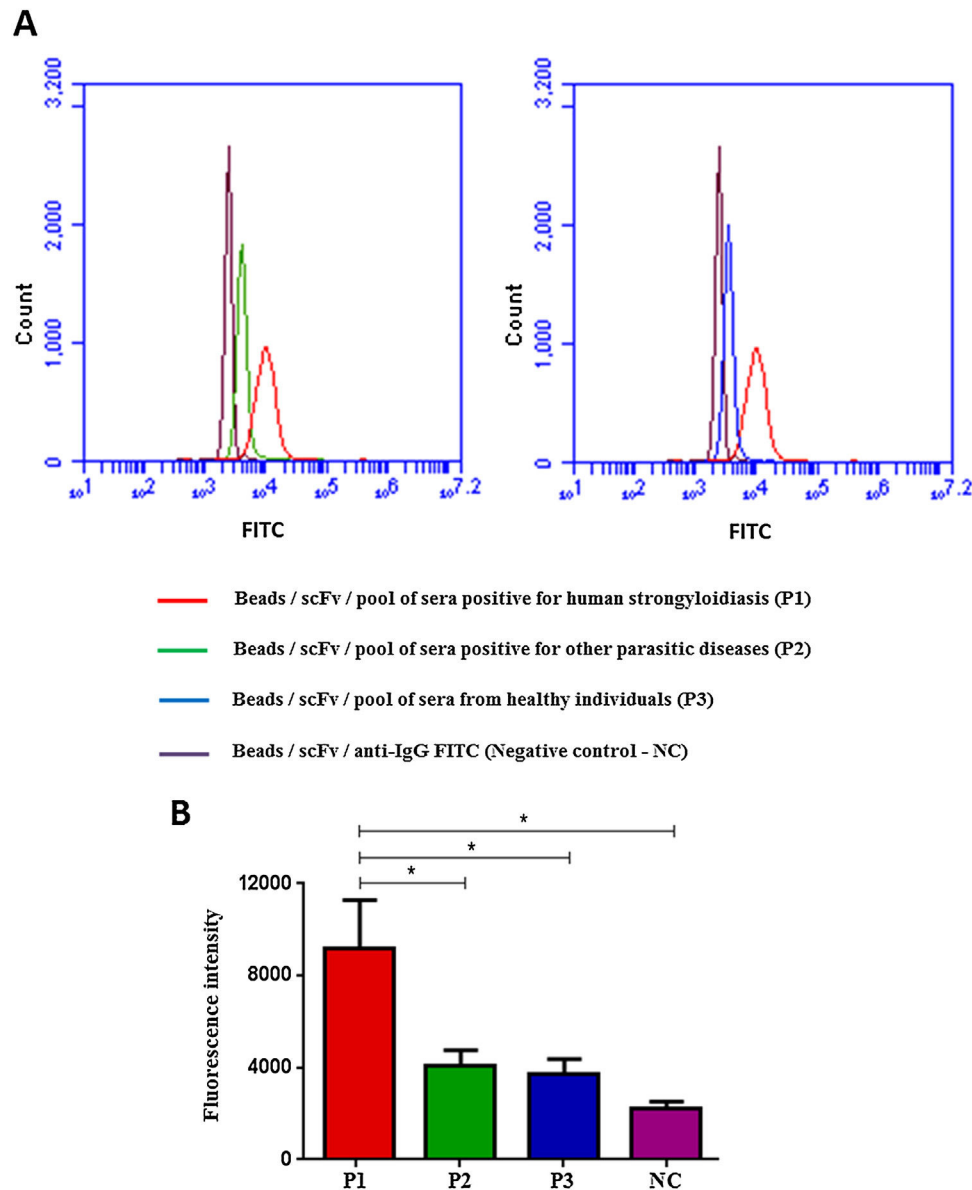 A
3,200
2,000
1,000
0
Count
10^1 10^2 10^3 10^4 10^5 10^6 10^7.2
FITC
3,200
2,000
1,000
0
Count
10^1 10^2 10^3 10^4 10^5 10^6 10^7.2
FITC
Beads / scFv / pool of sera positive for human strongyloidiasis (P1)
Beads / scFv / pool of sera positive for other parasitic diseases (P2)
Beads / scFv / pool of sera from healthy individuals (P3)
Beads / scFv / anti-IgG FITC (Negative control - NC)
B
*
*
*
12000
8000
4000
0
Fluorescence intensity
P1 P2 P3 NC